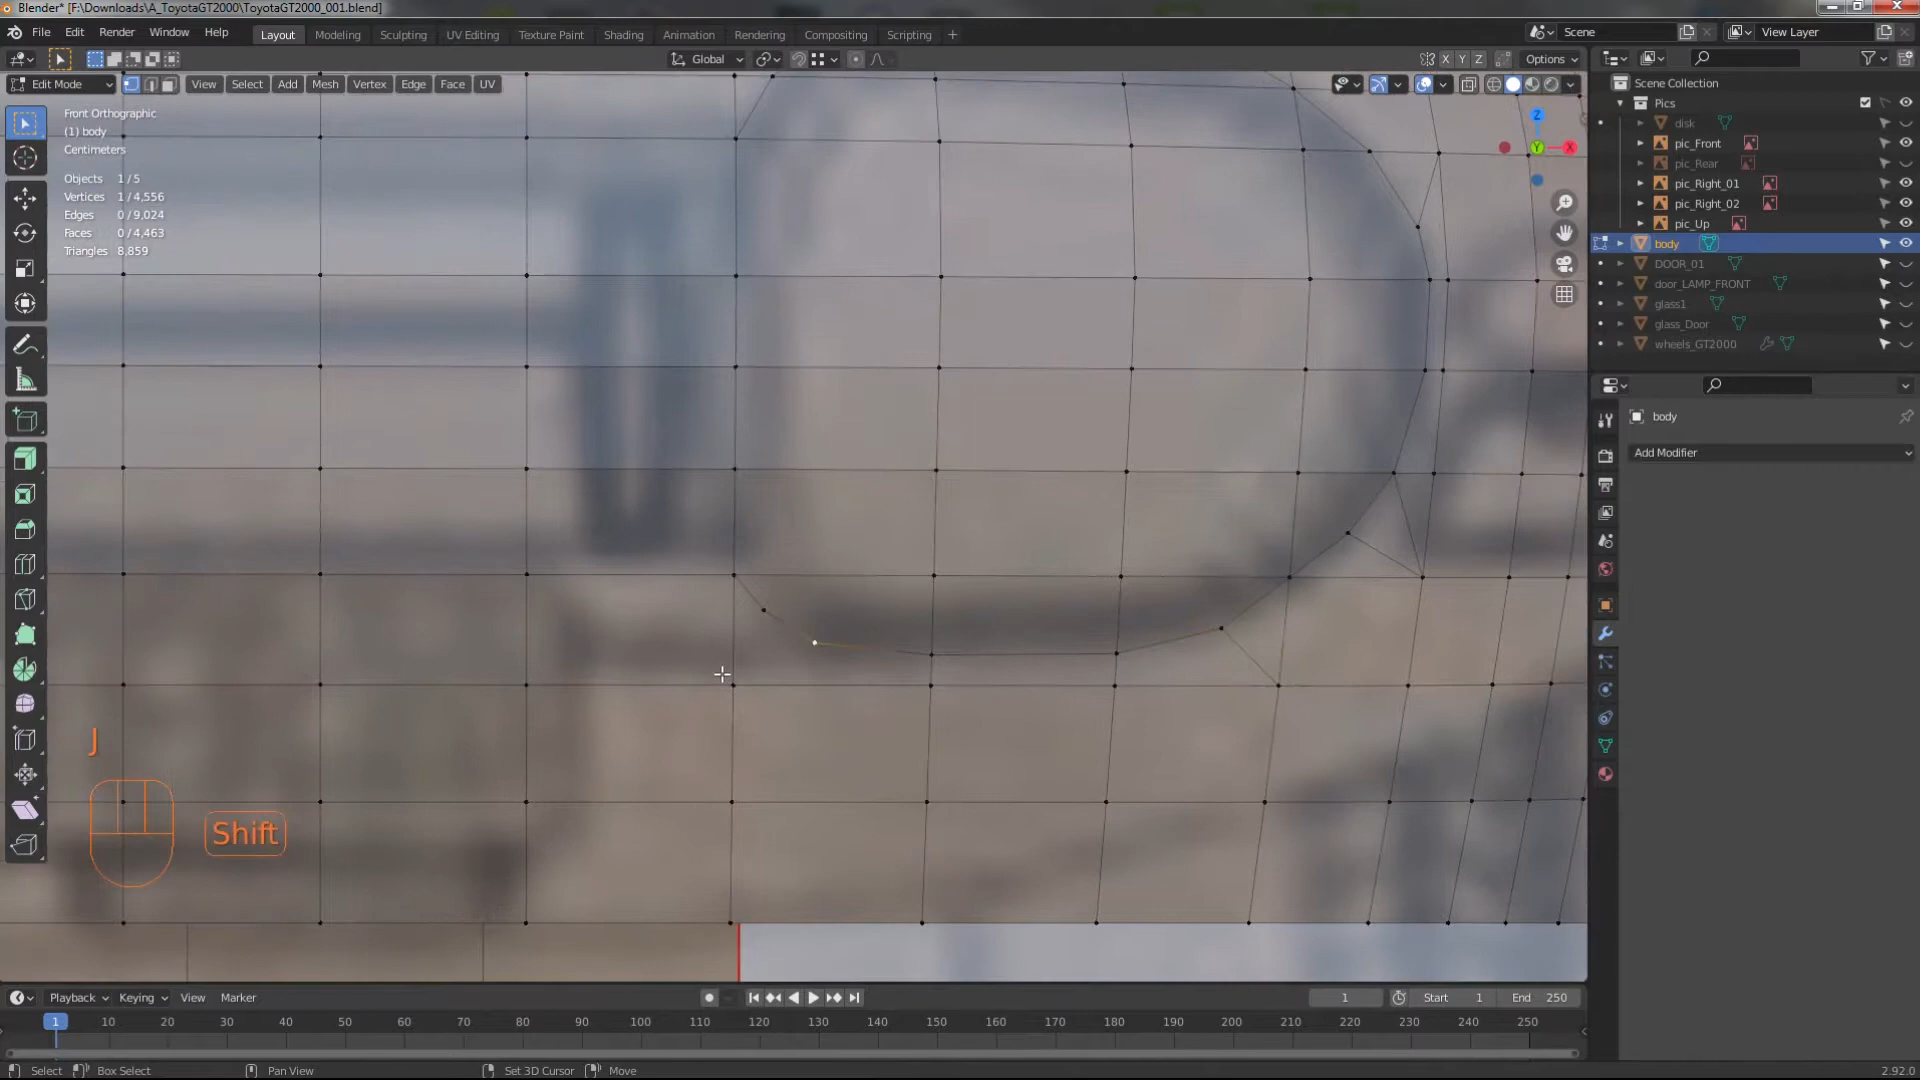 Blender* [F:\Downloads\A_ToyotaGT2000\ToyotaGT2000_001.blend]
File Edit Render Window Help Layout Modeling Sculpting UV Editing Texture Paint Shading Animation Rendering Compositing Scripting + Scene View Layer
Global X Y Z Options
Edit Mode View Select Add Mesh Vertex Edge Face UV
Scene Collection
Pics
disk
pic_Front
pic_Rear
pic_Right_01
pic_Right_02
pic_Up
body
DOOR_01
door_LAMP_FRONT
glass1
glass_Door
wheels_GT2000
Front Orthographic
(1) body
Centimeters
Objects 1/5
Vertices 1/4,556
Edges 0/9,024
Faces 0/4,463
Triangles 8,859
Z
Y
X
body
Add Modifier
J
Shift
Playback Keying View Marker 1 Start 1 End 250
1 10 20 30 40 50 60 70 80 90 100 110 120 130 140 150 160 170 180 190 200 210 220 230 240 250
Select Box Select Pan View Set 3D Cursor Move 2.92.0